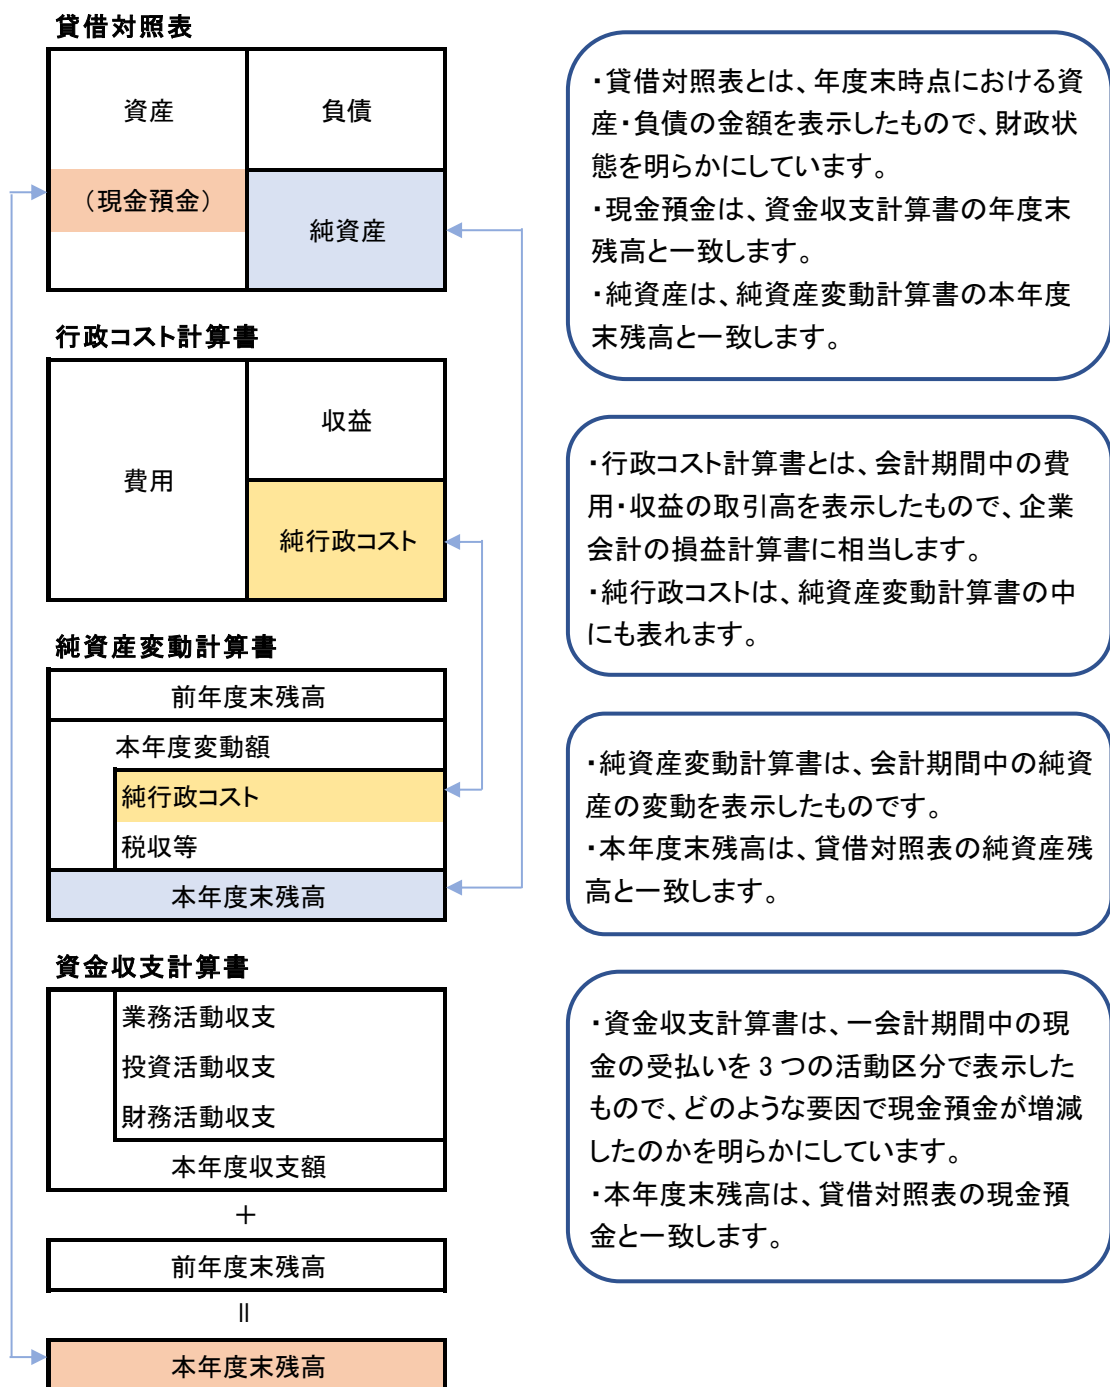 貸借対照表
資産
負債
（現金預金）
純資産
・貸借対照表とは、年度末時点における資
産・負債の金額を表示したもので、財政状
態を明らかにしています。
・現金預金は、資金収支計算書の年度末
残高と一致します。
・純資産は、純資産変動計算書の本年度
末残高と一致します。
行政コスト計算書
費用
収益
純行政コスト
・行政コスト計算書とは、会計期間中の費
用・収益の取引高を表示したもので、企業
会計の損益計算書に相当します。
・純行政コストは、純資産変動計算書の中
にも表れます。
純資産変動計算書
前年度末残高
本年度変動額
純行政コスト
税収等
本年度末残高
・純資産変動計算書は、会計期間中の純資
産の変動を表示したものです。
・本年度末残高は、貸借対照表の純資産残
高と一致します。
資金収支計算書
業務活動収支
投資活動収支
財務活動収支
本年度収支額
＋
前年度末残高
＝
本年度末残高
・資金収支計算書は、一会計期間中の現
金の受払いを 3 つの活動区分で表示した
もので、どのような要因で現金預金が増減
したのかを明らかにしています。
・本年度末残高は、貸借対照表の現金預
金と一致します。